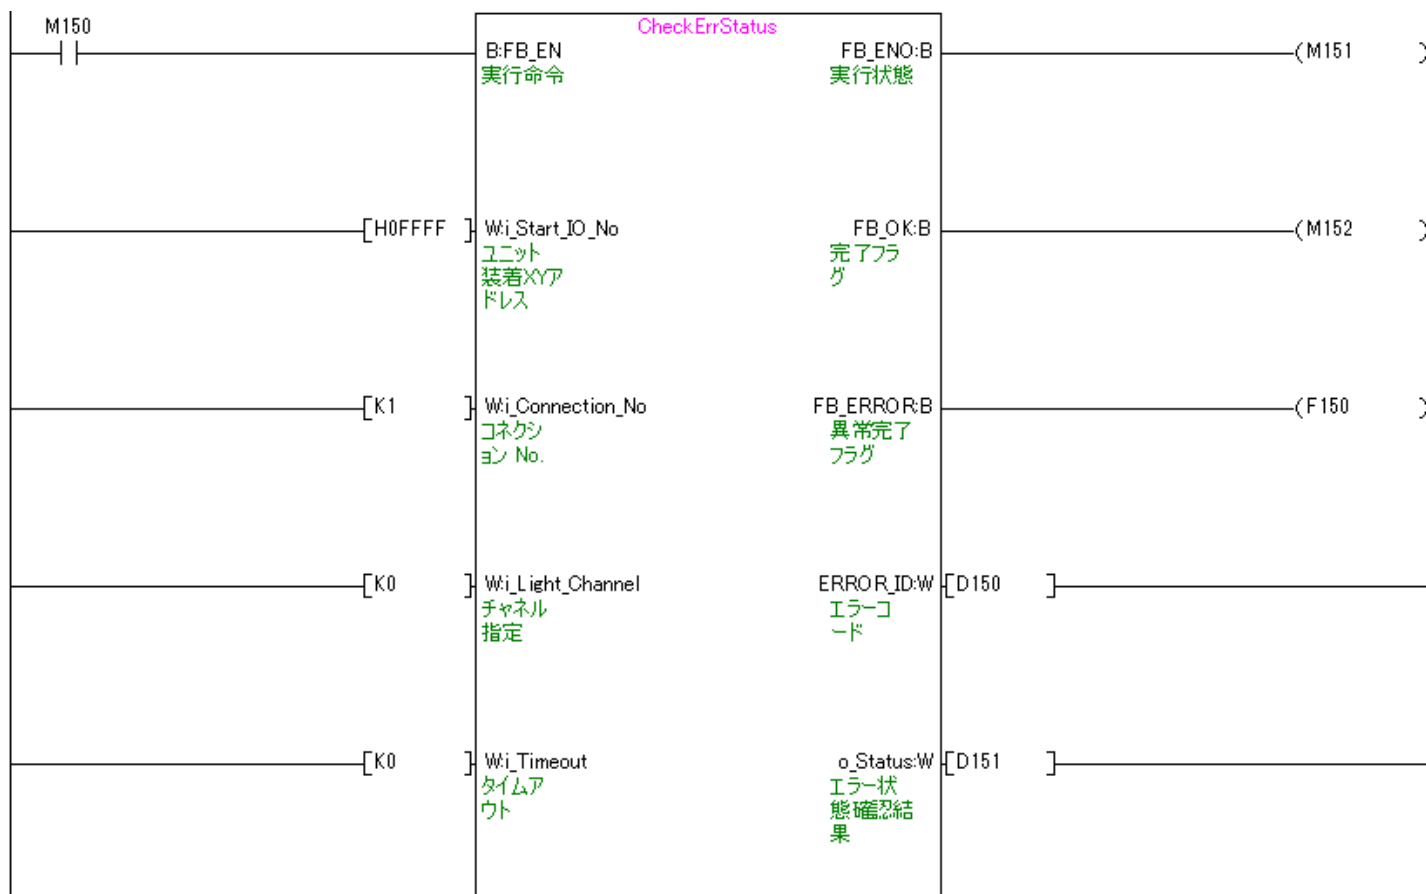 M150
CheckErrStatus
B:FB_EN
FB_ENO:B
(M151 )
実行命令
実行状態
[H0FFFF ]
W:i_Start_IO_No
FB_OK:B
(M152 )
ユニット
装着XYア
ドレス
完了フラ
グ
[K1 ]
W:i_Connection_No
FB_ERROR:B
(F150 )
コネクシ
ョン No.
異常完了
フラグ
[K0 ]
W:i_Light_Channel
ERROR_ID:W
[D150 ]
チャネル
指定
エラーコ
ード
[K0 ]
W:i_Timeout
o_Status:W
[D151 ]
タイムア
ウト
エラー状
態確認結
果